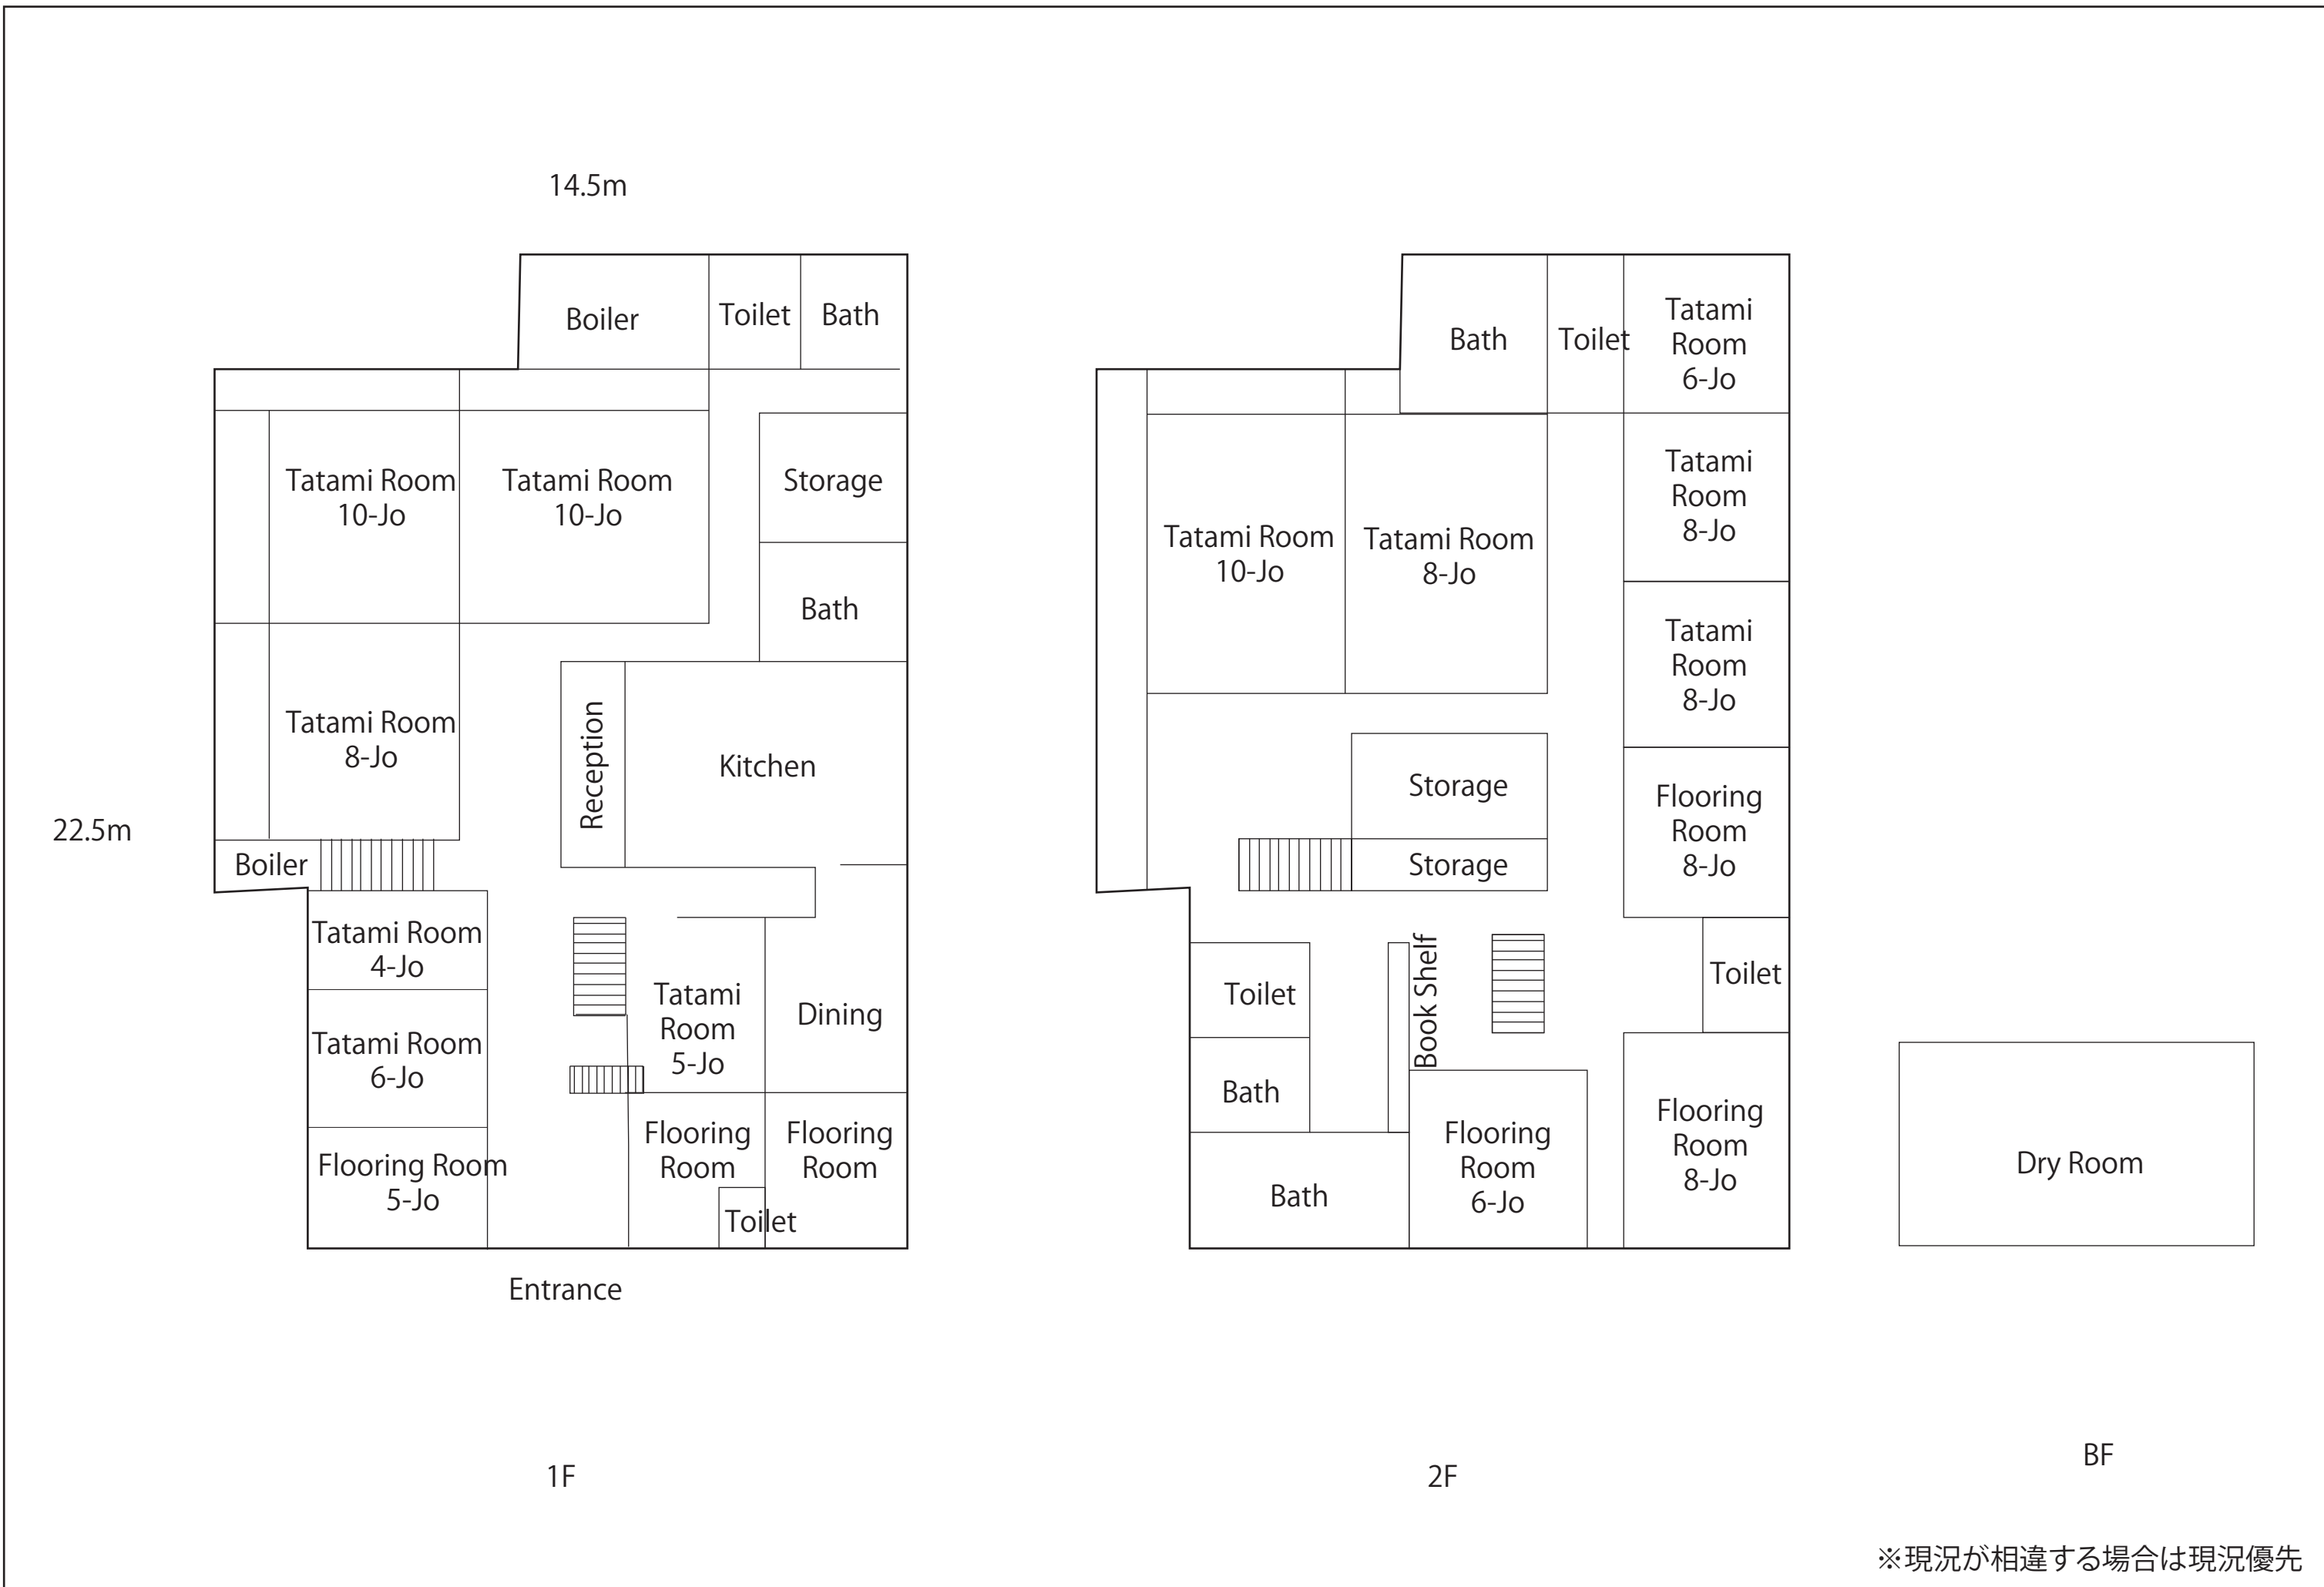 14.5m
22.5m
Boiler
Toilet
Bath
Tatami Room
10-Jo
Tatami Room
10-Jo
Storage
Bath
Tatami Room
8-Jo
Reception
Kitchen
Boiler
Tatami Room
4-Jo
Tatami Room
6-Jo
Flooring Room
5-Jo
Tatami
Room
5-Jo
Dining
Flooring
Room
Flooring
Room
Toilet
Entrance
1F
Bath
Toilet
Tatami
Room
6-Jo
Tatami
Room
8-Jo
Tatami Room
10-Jo
Tatami Room
8-Jo
Tatami
Room
8-Jo
Storage
Storage
Flooring
Room
8-Jo
Toilet
Book Shelf
Toilet
Bath
Bath
Flooring
Room
6-Jo
Flooring
Room
8-Jo
2F
Dry Room
BF
※現況が相違する場合は現況優先